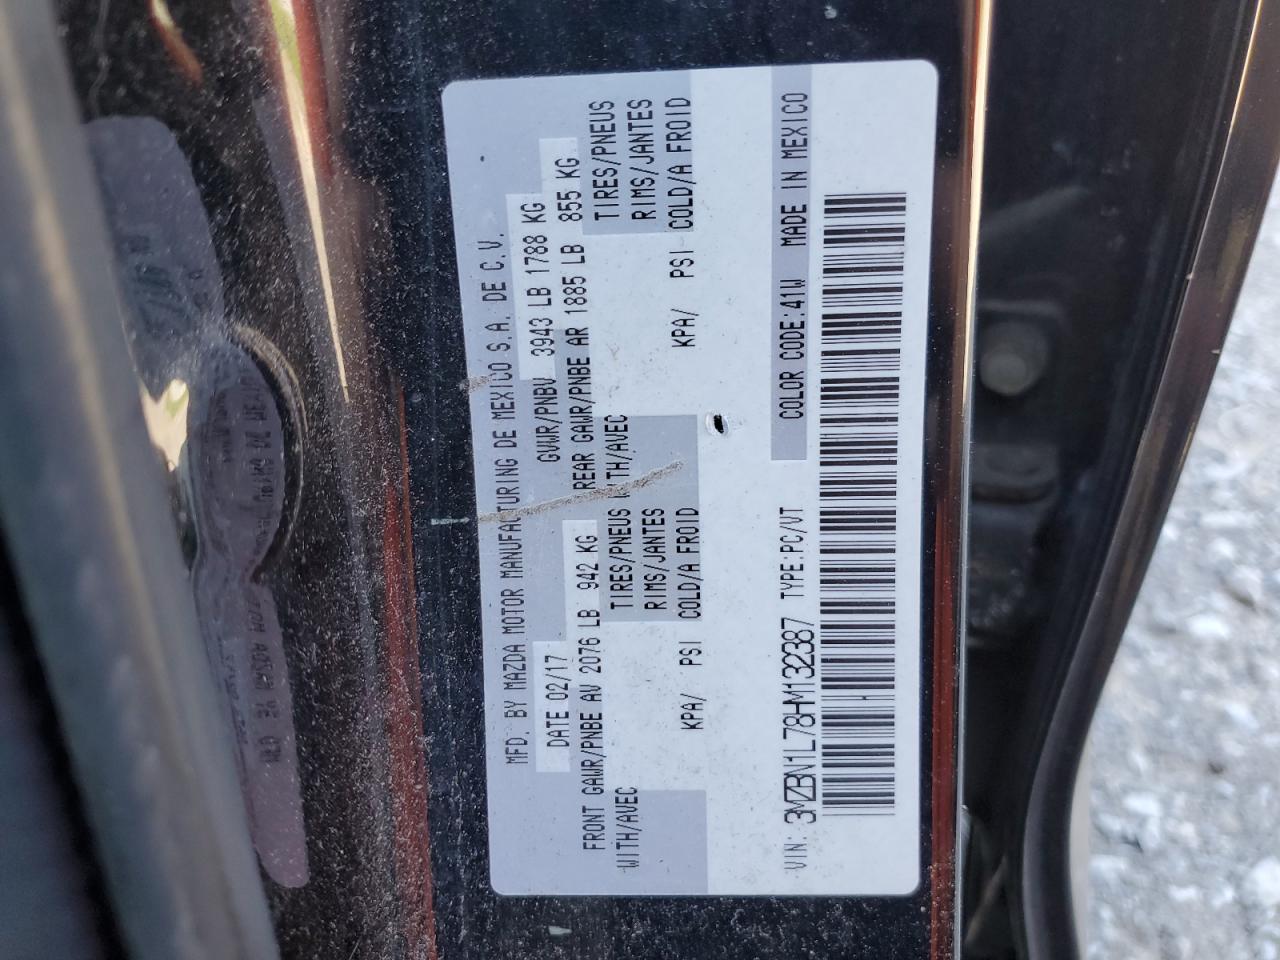 MFD. BY MAZDA MOTOR MANUFACTURING DE MEXICO S.A. DE C.V.
DATE 02/17 GVWR/PNBV 3943 LB 1788 KG
FRONT GAWR/PNBE AV 2076 LB 942 KG REAR GAWR/PNBE AR 1885 LB 855 KG
WITH/AVEC TIRES/PNEUS WITH/AVEC TIRES/PNEUS
RIMS/JANTES RIMS/JANTES
KPA/ PSI COLD/A FROID KPA/ PSI COLD/A FROID
COLOR CODE:41W MADE IN MEXICO
VIN: 3MZBN1L78HM132387 TYPE:PC/VT